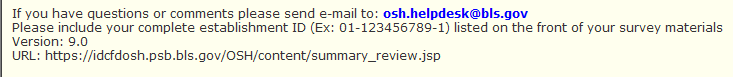 If you have questions or comments please send e-mail to: osh.helpdesk@bls.gov
Please include your complete establishment ID (Ex: 01-123456789-1) listed on the front of your survey materials
Version: 9.0
URL: https://idcfdosh.psb.bls.gov/OSH/content/summary_review.jsp